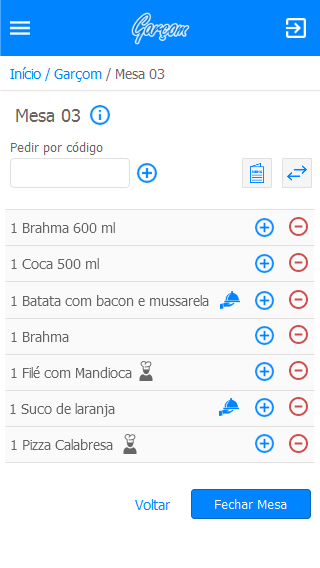 Garçom
Início / Garçom / Mesa 03
Mesa 03
Pedir por código
1 Brahma 600 ml
1 Coca 500 ml
1 Batata com bacon e mussarela
1 Brahma
1 Filé com Mandioca
1 Suco de laranja
1 Pizza Calabresa
Voltar
Fechar Mesa